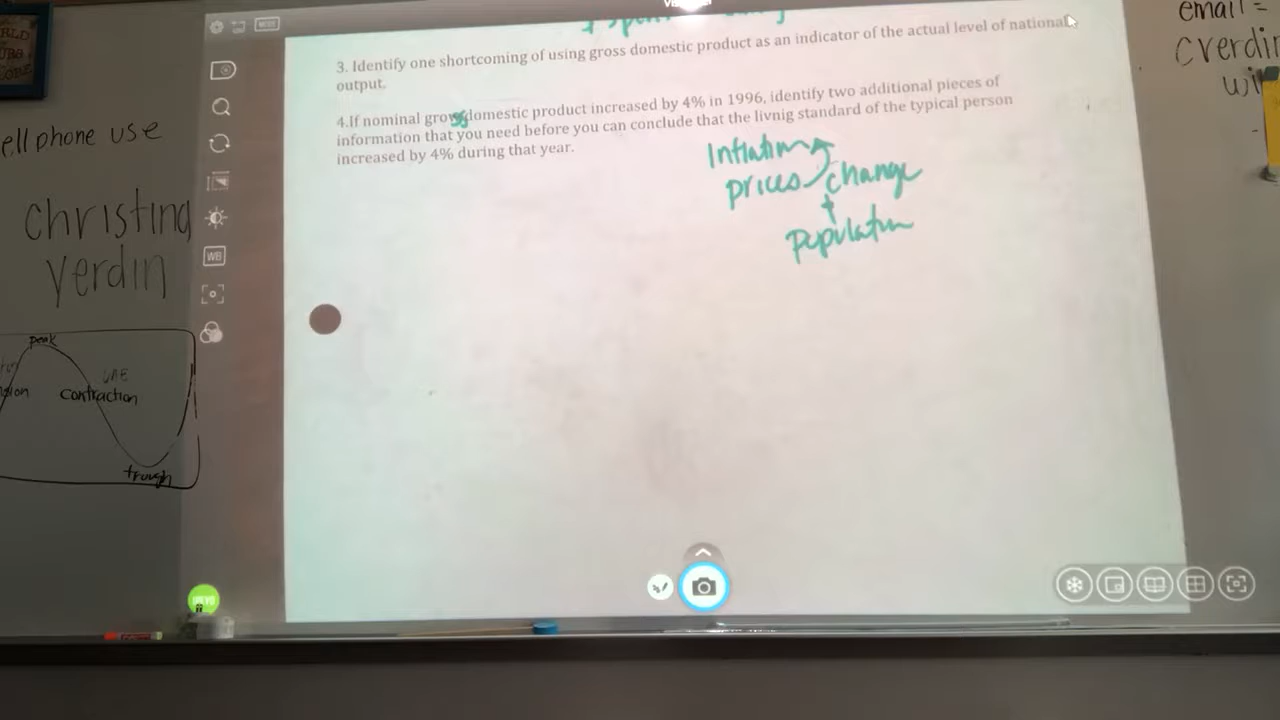 RLD
email =
cverdin
wi
ell phone use
christina
verdin
peak
contraction
trough
WB
3. Identify one shortcoming of using gross domestic product as an indicator of the actual level of national
output.
4.If nominal gross domestic product increased by 4% in 1996, identify two additional pieces of
information that you need before you can conclude that the livnig standard of the typical person
increased by 4% during that year.
Inflation
prices change
+
population